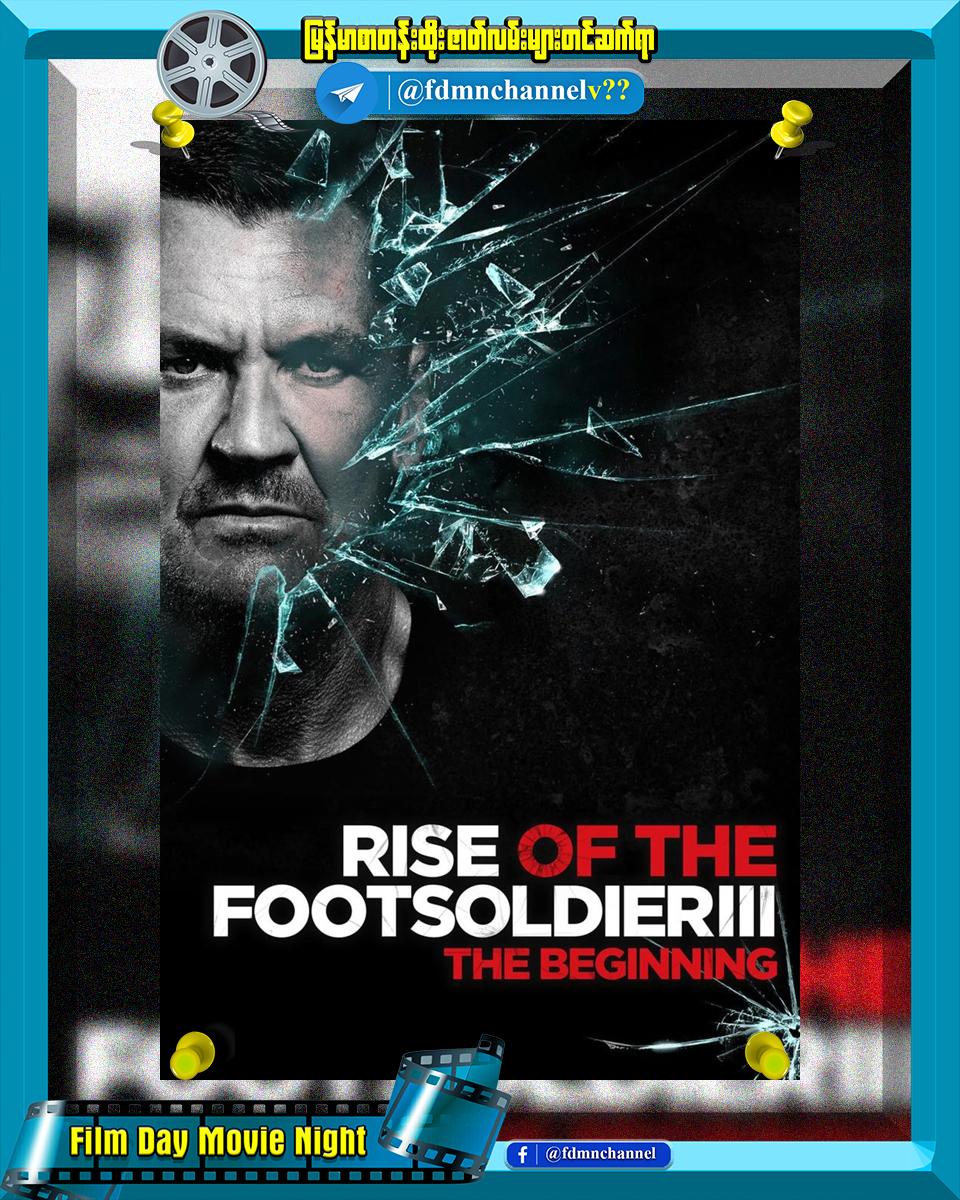 မြန်မာစာတန်းထိုးဇာတ်လမ်းများတင်ဆက်ရာ
@fdmnchannelv??
RISE OF THE
FOOTSOLDIER III
THE BEGINNING
Film Day Movie Night
f @fdmnchannel